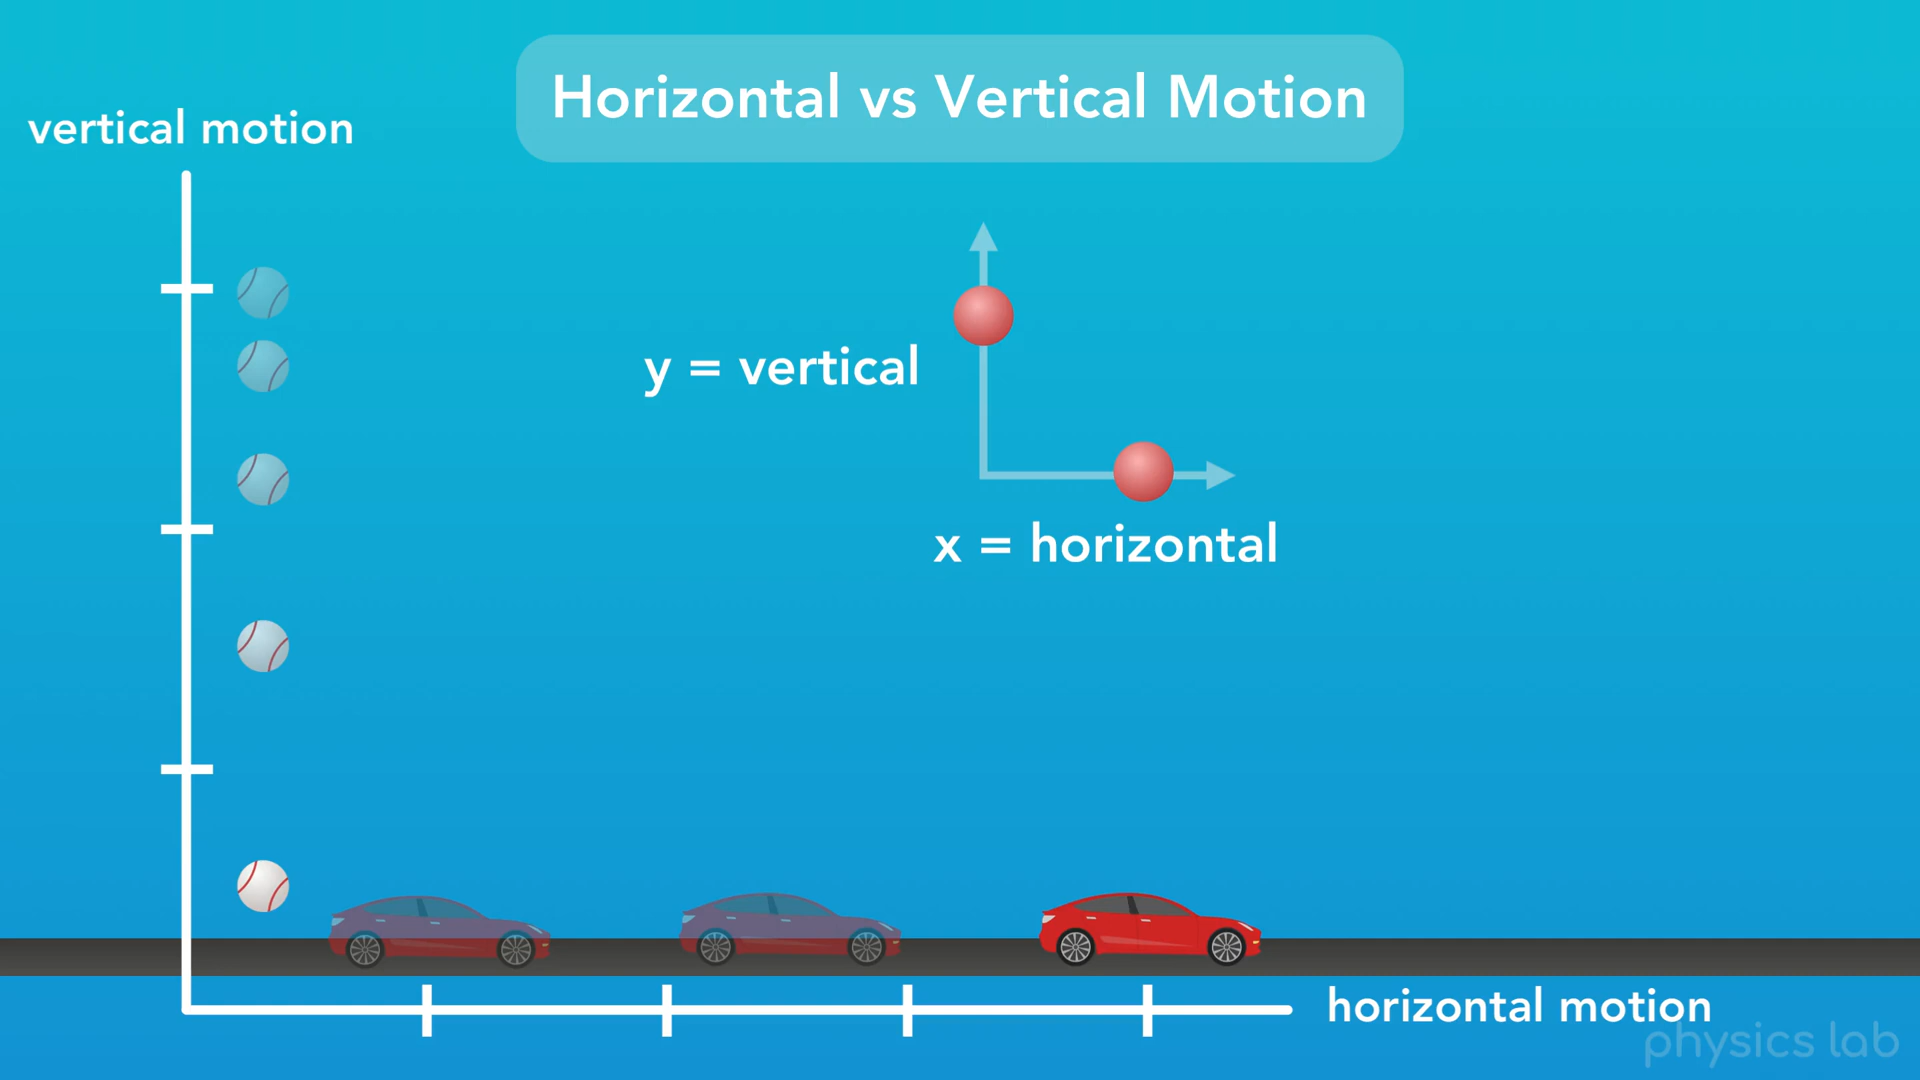 Horizontal vs Vertical Motion
vertical motion
y = vertical
x = horizontal
horizontal motion
physics lab